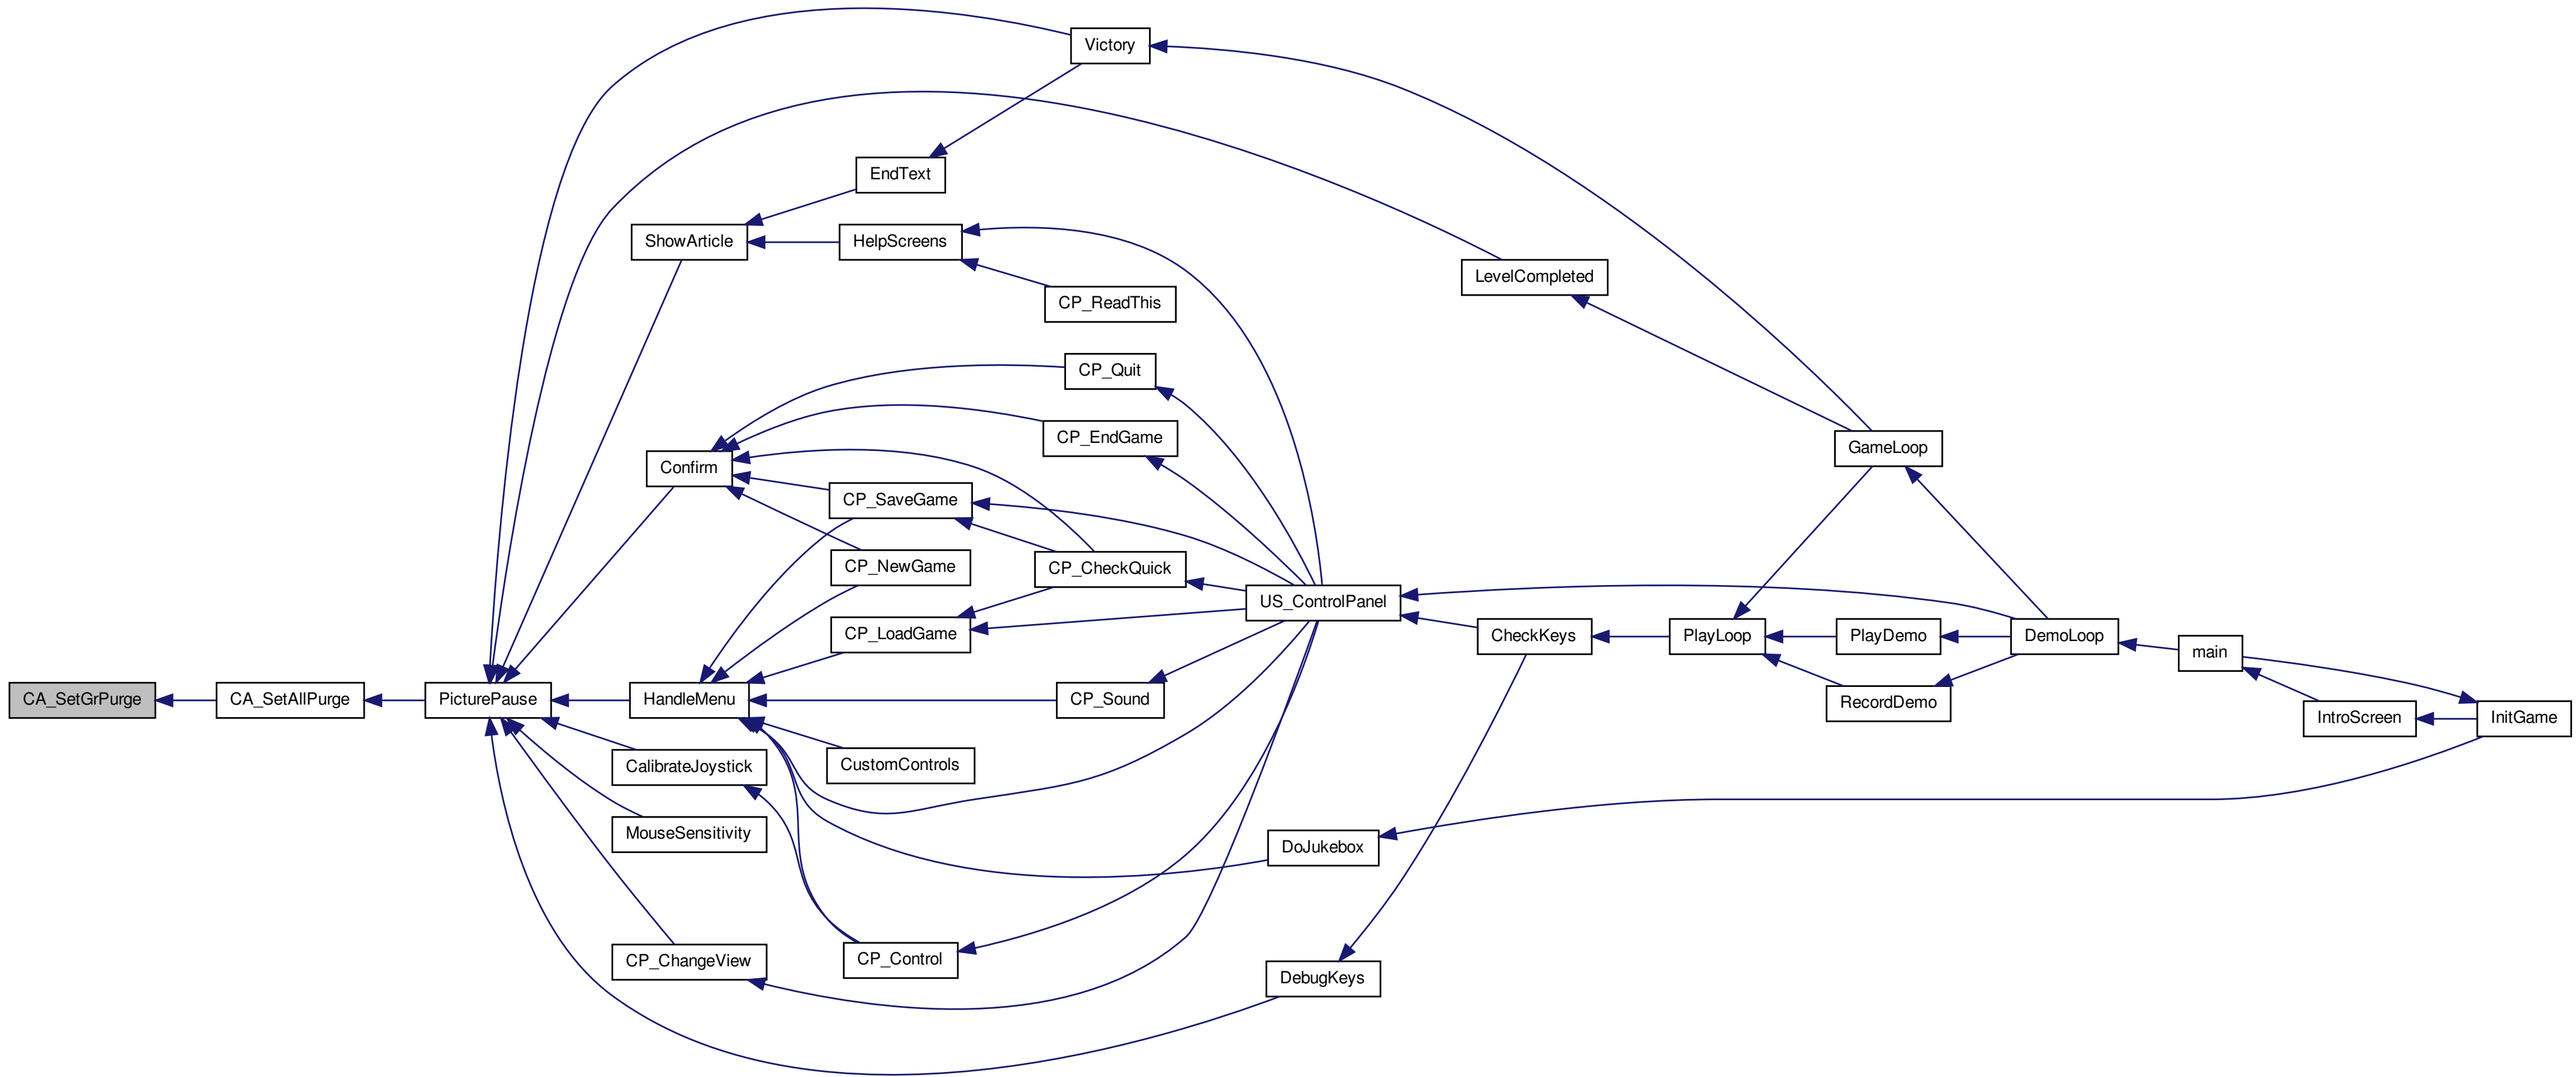 Victory
EndText
ShowArticle
HelpScreens
CP_ReadThis
LevelCompleted
CP_Quit
CP_EndGame
GameLoop
Confirm
CP_SaveGame
CP_NewGame
CP_CheckQuick
US_ControlPanel
CP_LoadGame
CheckKeys
PlayLoop
PlayDemo
DemoLoop
main
CA_SetGrPurge
CA_SetAllPurge
PicturePause
HandleMenu
CP_Sound
RecordDemo
IntroScreen
InitGame
CalibrateJoystick
CustomControls
MouseSensitivity
DoJukebox
CP_ChangeView
CP_Control
DebugKeys